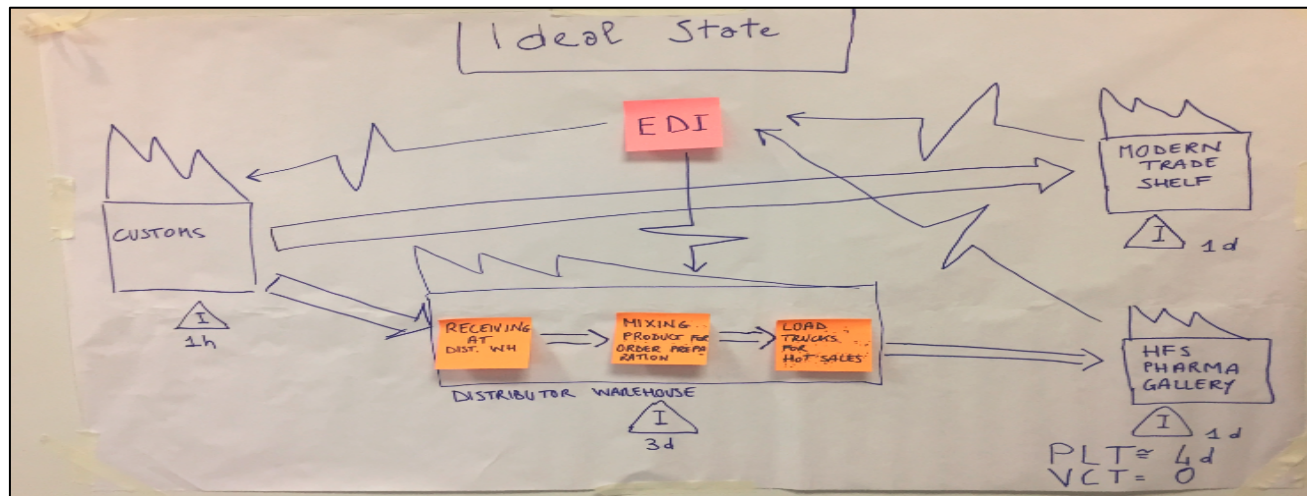 Ideal State
EDI
MODERN
TRADE
SHELF
I 1d
CUSTOMS
I
1h
RECEIVING
AT
DIST. WH
MIXING
PRODUCT FOR
ORDER PREPA
RATION
LOAD
TRUCKS
FOR
HOT SALES
DISTRIBUTOR WAREHOUSE
I
3d
HFS
PHARMA
GALLERY
I 1d
PLT ≅ 4d
VCT = 0